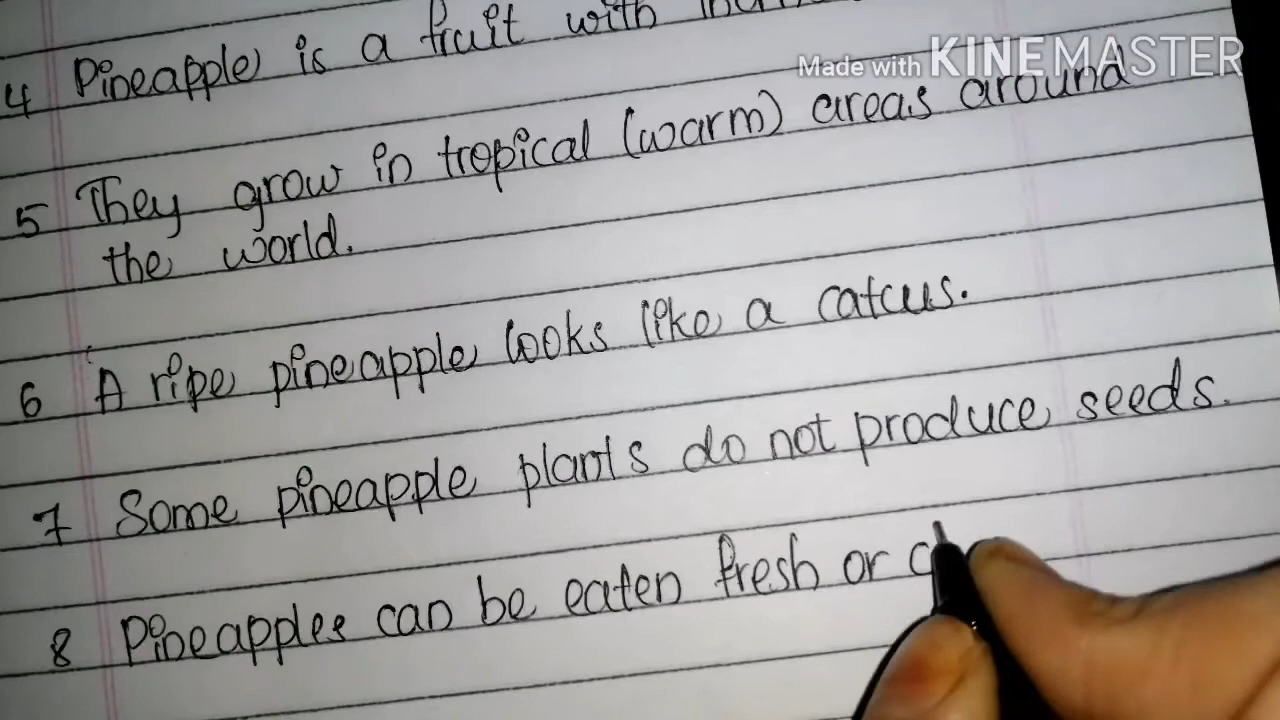 4 Pineapple is a fruit with
Made with KINEMASTER
5 They grow in tropical (warm) areas around
the world.
6 A ripe pineapple looks like a catcus.
7 Some pineapple plants do not produce seeds.
8 Pineapples can be eaten fresh or